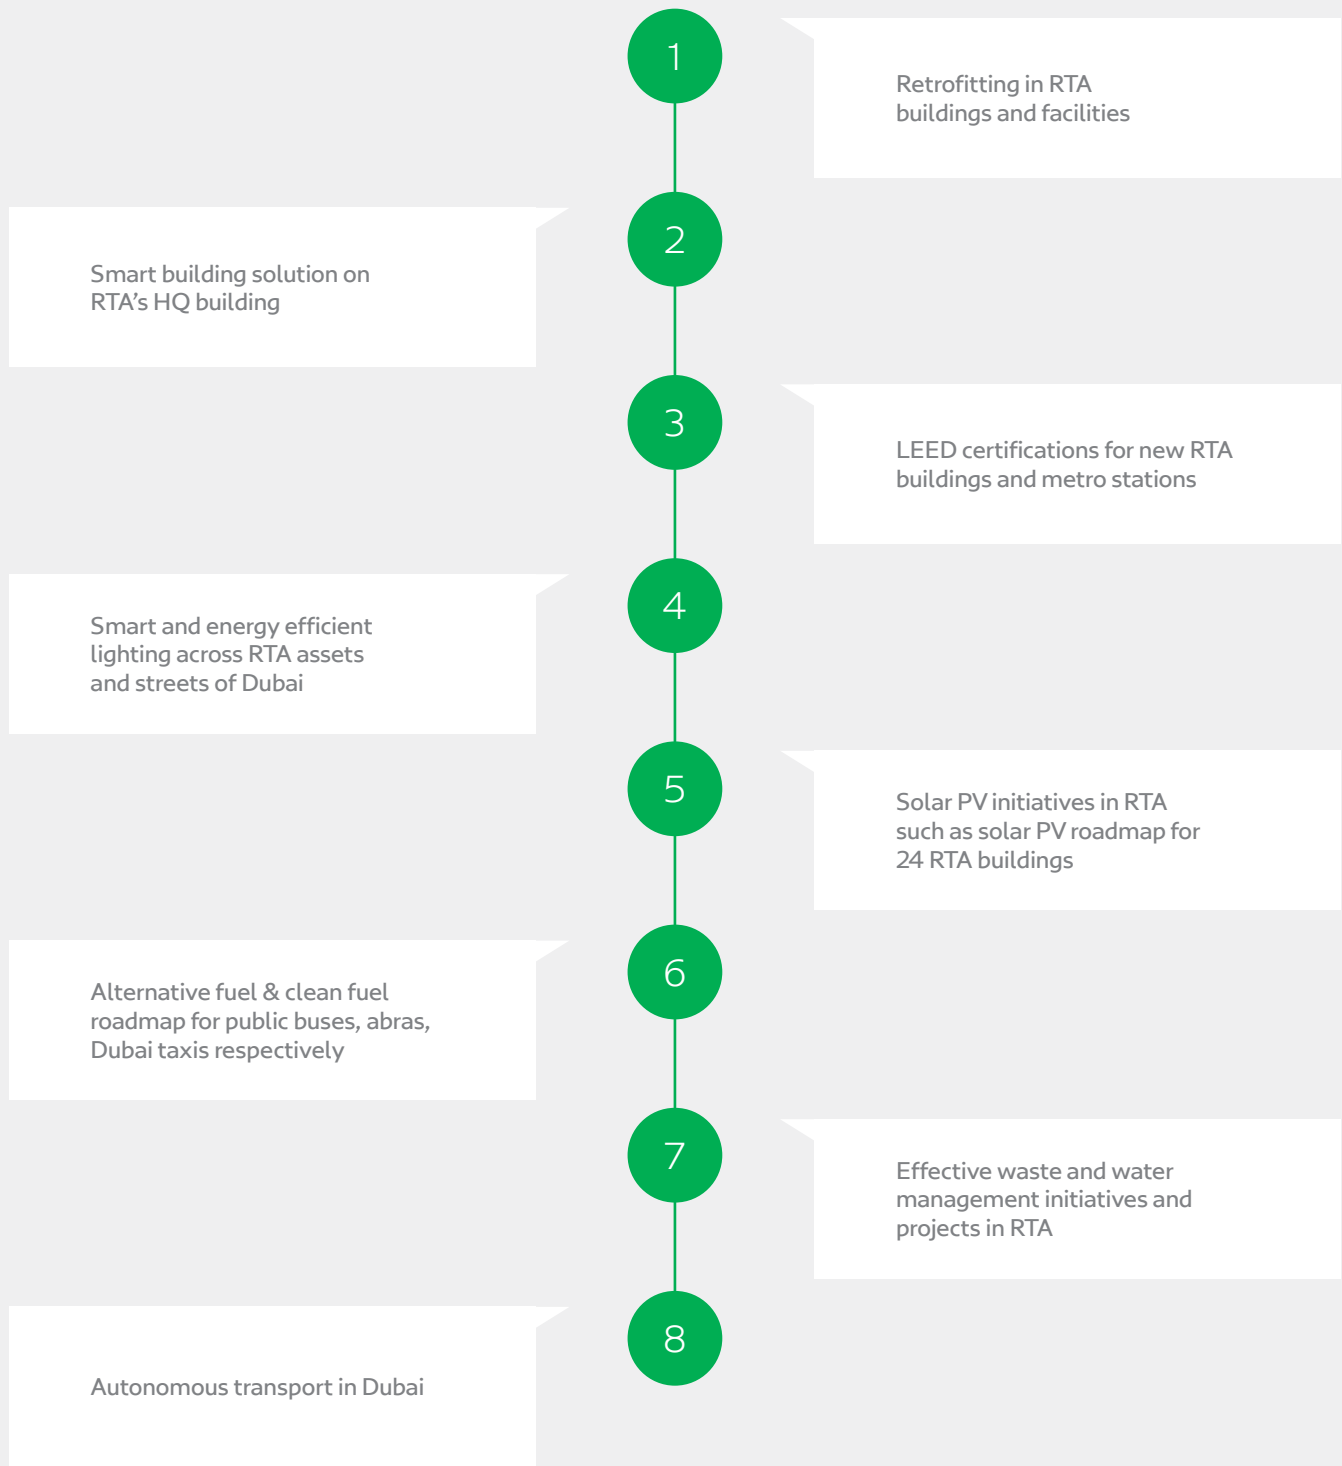 1
Retrofitting in RTA
buildings and facilities
2
Smart building solution on
RTA’s HQ building
3
LEED certifications for new RTA
buildings and metro stations
4
Smart and energy efficient
lighting across RTA assets
and streets of Dubai
5
Solar PV initiatives in RTA
such as solar PV roadmap for
24 RTA buildings
6
Alternative fuel & clean fuel
roadmap for public buses, abras,
Dubai taxis respectively
7
Effective waste and water
management initiatives and
projects in RTA
8
Autonomous transport in Dubai